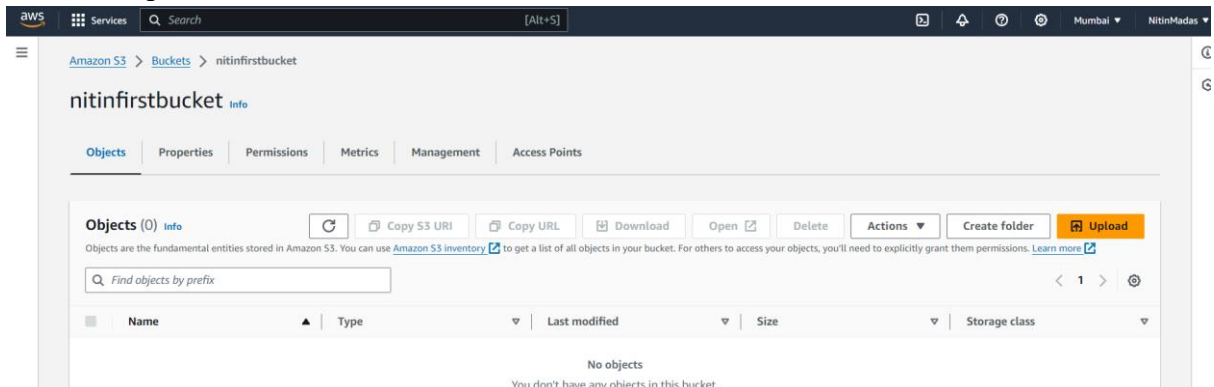 aws Services Search [Alt+S] Mumbai ▼ NitinMadas ▼
Amazon S3 > Buckets > nitinfirstbucket
nitinfirstbucket Info
Objects Properties Permissions Metrics Management Access Points
Objects (0) Info Copy S3 URI Copy URL Download Open Delete Actions ▼ Create folder Upload
Objects are the fundamental entities stored in Amazon S3. You can use Amazon S3 inventory to get a list of all objects in your bucket. For others to access your objects, you'll need to explicitly grant them permissions. Learn more
Find objects by prefix < 1 >
Name Type Last modified Size Storage class
No objects
You don't have any objects in this bucket.